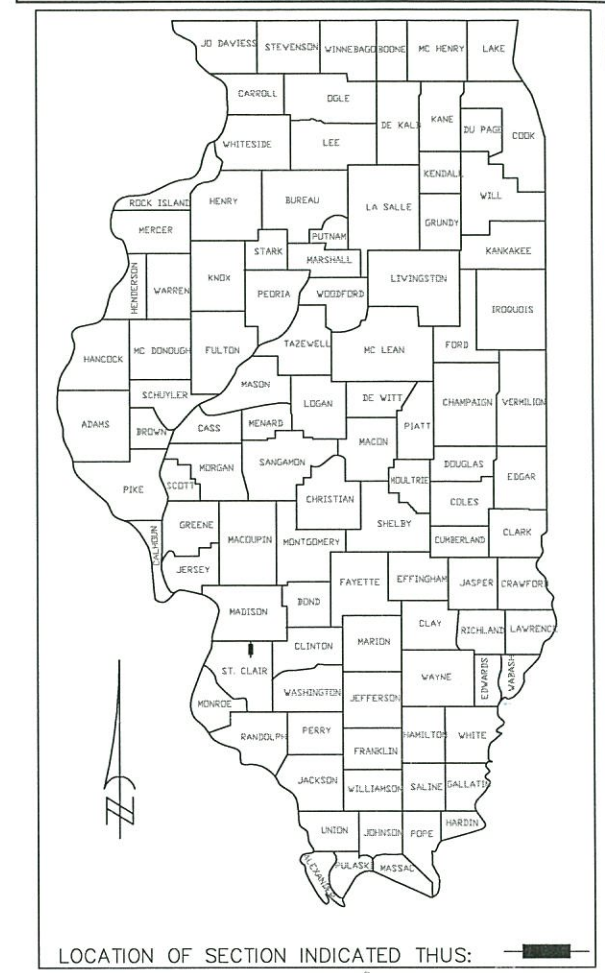 JO DAVIESS STEVENSON WINNEBAGO BOONE MC HENRY LAKE
CARROLL OGLE DE KALB KANE DU PAGE COOK
WHITESIDE LEE
KENDALL
WILL
ROCK ISLAND HENRY BUREAU LA SALLE GRUNDY
MERCER PUTNAM
STARK MARSHALL KANKAKEE
HENDERSON WARREN KNOX PEORIA WOODFORD LIVINGSTON
IROQUOIS
HANCOCK MC DONOUGH FULTON TAZEWELL MC LEAN FORD
MASON
SCHUYLER LOGAN DE WITT CHAMPAIGN VERMILION
ADAMS BROWN CASS MENARD MACON PIATT
PIKE SCOTT MORGAN SANGAMON DOUGLAS EDGAR
CHRISTIAN MOULTRIE COLES
CALHOUN GREENE MACOUPIN MONTGOMERY SHELBY CUMBERLAND CLARK
JERSEY FAYETTE EFFINGHAM JASPER CRAWFORD
MADISON BOND CLAY RICHLAND LAWRENCE
CLINTON MARION
ST. CLAIR WAYNE EDWARDS WABASH
MONROE WASHINGTON JEFFERSON
RANDOLPH PERRY HAMILTON WHITE
FRANKLIN
JACKSON WILLIAMSON SALINE GALLATIN
UNION JOHNSON POPE HARDIN
ALEXANDER PULASKI MASSAC
N
LOCATION OF SECTION INDICATED THUS: